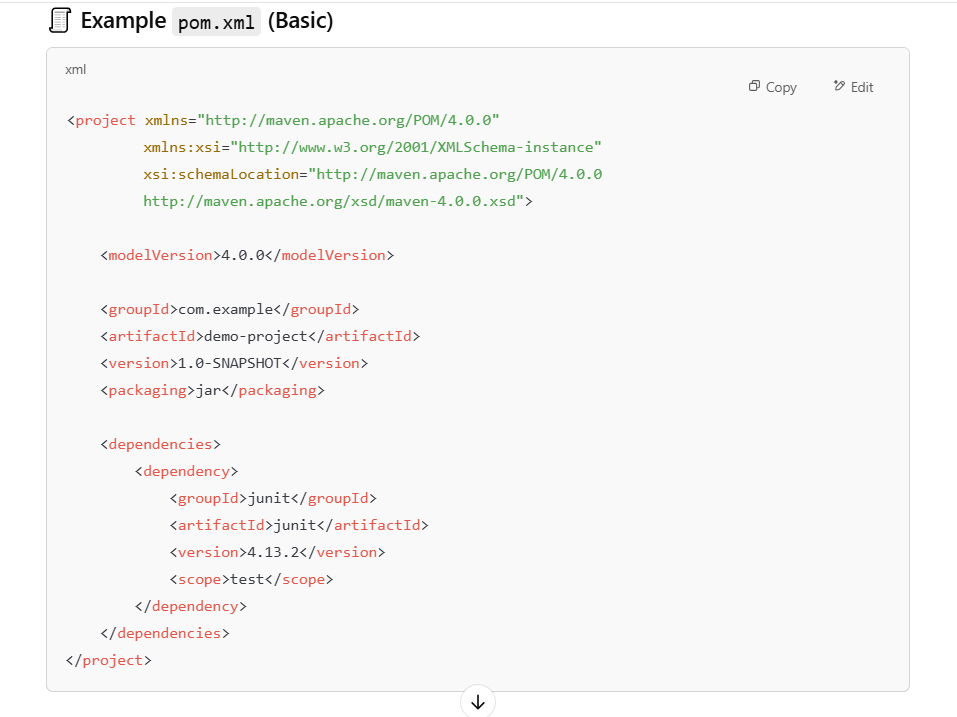 Example pom.xml (Basic)
xml
Copy Edit
<project xmlns="http://maven.apache.org/POM/4.0.0"
         xmlns:xsi="http://www.w3.org/2001/XMLSchema-instance"
         xsi:schemaLocation="http://maven.apache.org/POM/4.0.0
         http://maven.apache.org/xsd/maven-4.0.0.xsd">
    <modelVersion>4.0.0</modelVersion>
    <groupId>com.example</groupId>
    <artifactId>demo-project</artifactId>
    <version>1.0-SNAPSHOT</version>
    <packaging>jar</packaging>
    <dependencies>
        <dependency>
            <groupId>junit</groupId>
            <artifactId>junit</artifactId>
            <version>4.13.2</version>
            <scope>test</scope>
        </dependency>
    </dependencies>
</project>